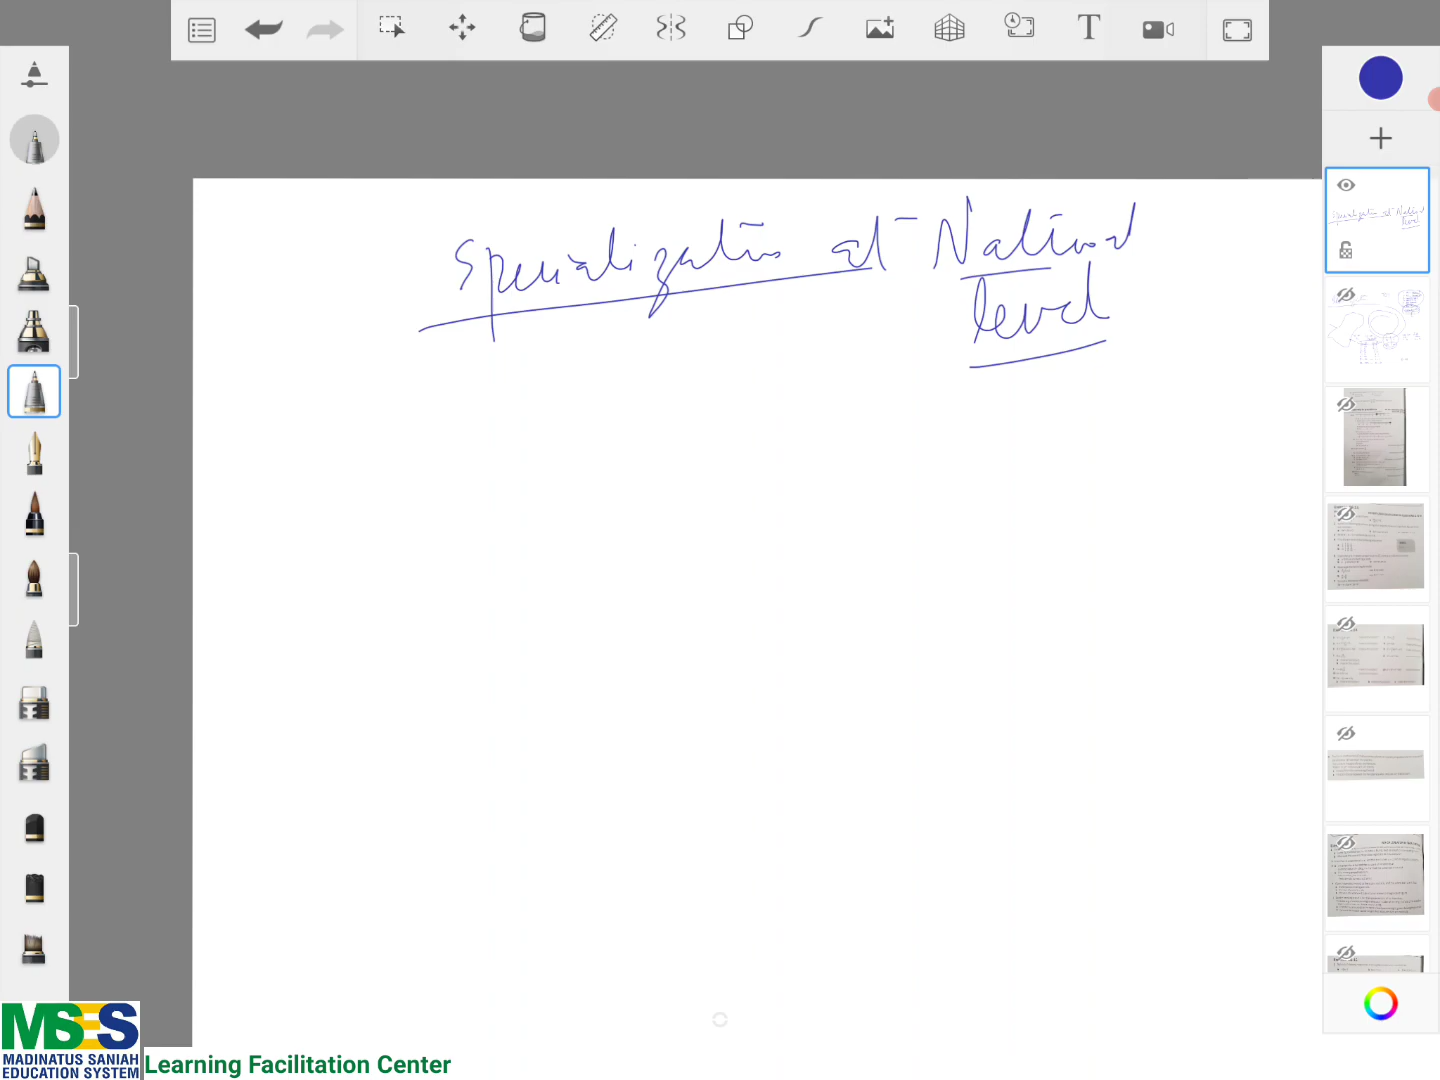 Specialization at National
level
T
MSES
MADINATUS SANIAH
EDUCATION SYSTEM
Learning Facilitation Center